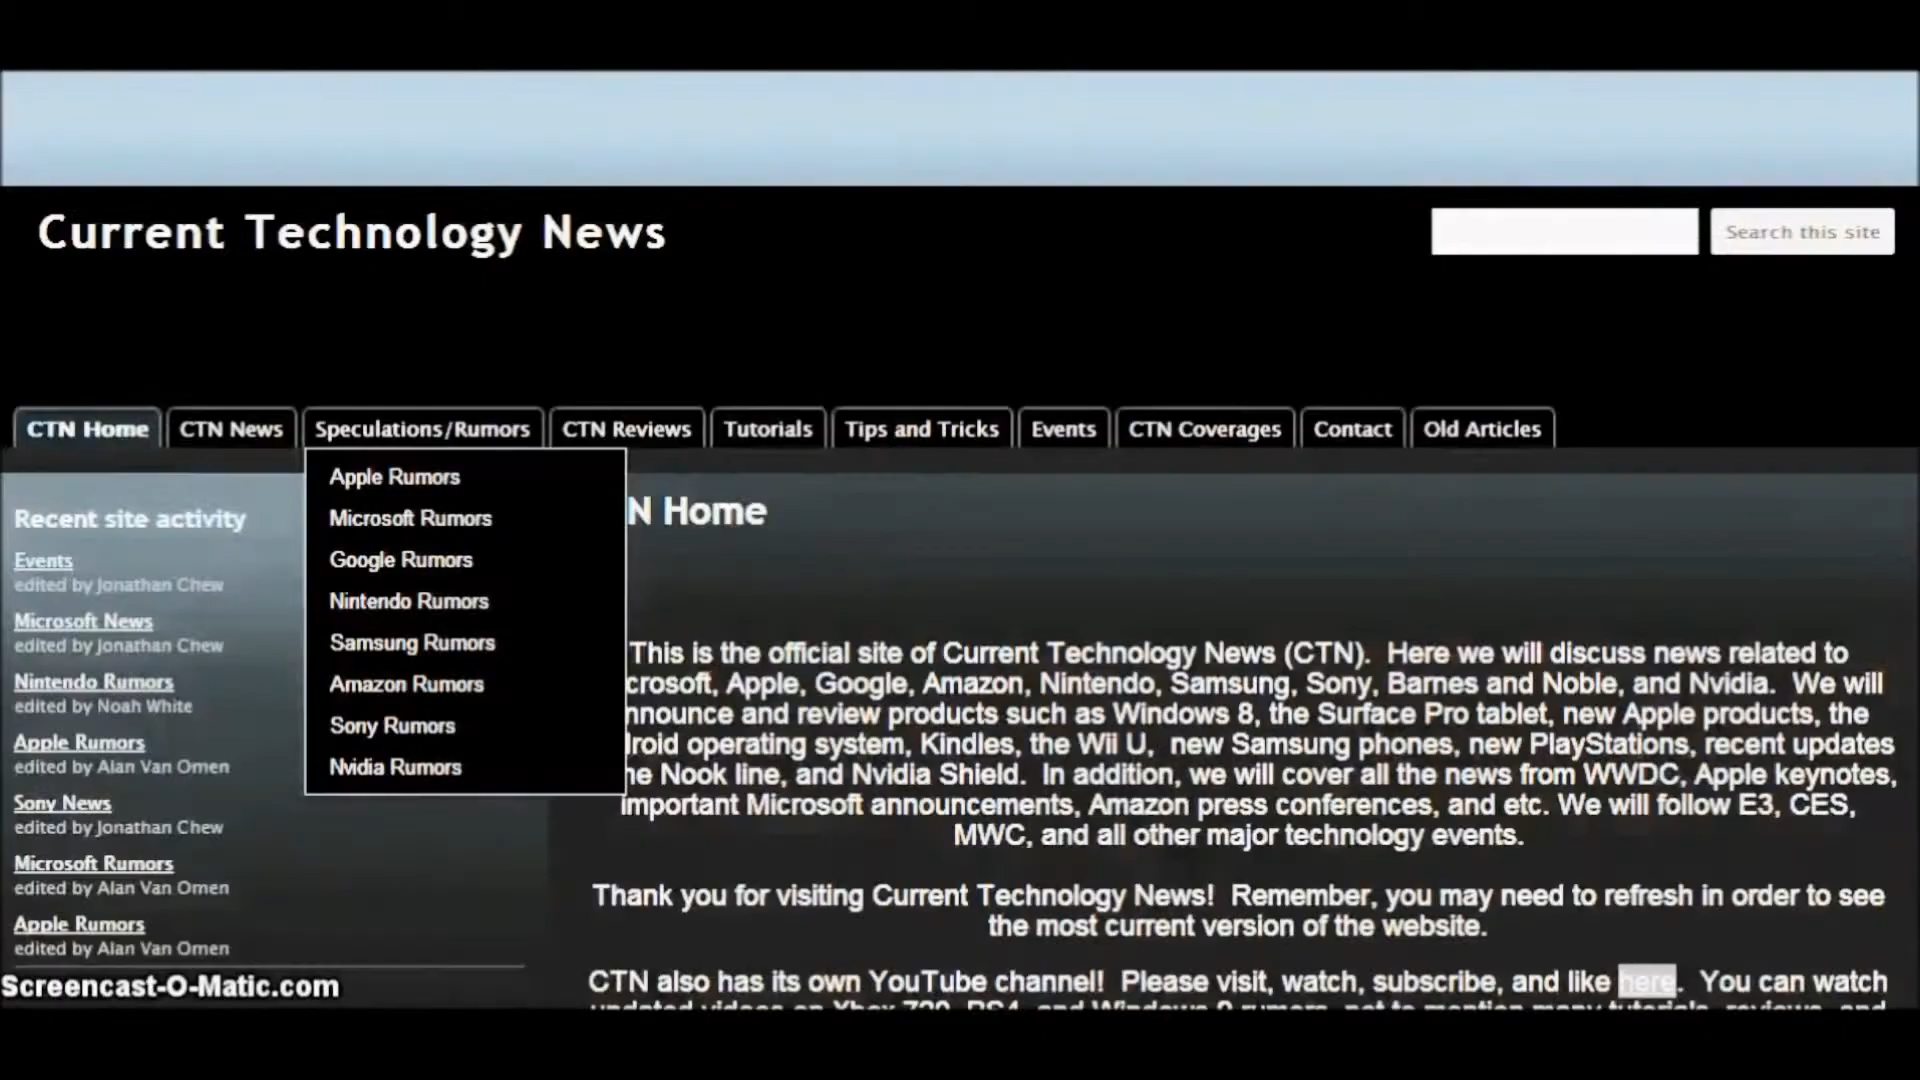 Current Technology News
Search this site
CTN Home
CTN News
Speculations/Rumors
CTN Reviews
Tutorials
Tips and Tricks
Events
CTN Coverages
Contact
Old Articles
Recent site activity
Events
edited by Jonathan Chew
Microsoft News
edited by Jonathan Chew
Nintendo Rumors
edited by Noah White
Apple Rumors
edited by Alan Van Omen
Sony News
edited by Jonathan Chew
Microsoft Rumors
edited by Alan Van Omen
Apple Rumors
edited by Alan Van Omen
Apple Rumors
Microsoft Rumors
Google Rumors
Nintendo Rumors
Samsung Rumors
Amazon Rumors
Sony Rumors
Nvidia Rumors
N Home
This is the official site of Current Technology News (CTN).  Here we will discuss news related to
crosoft, Apple, Google, Amazon, Nintendo, Samsung, Sony, Barnes and Noble, and Nvidia.  We will
nnounce and review products such as Windows 8, the Surface Pro tablet, new Apple products, the
roid operating system, Kindles, the Wii U,  new Samsung phones, new PlayStations, recent updates
ne Nook line, and Nvidia Shield.  In addition, we will cover all the news from WWDC, Apple keynotes,
important Microsoft announcements, Amazon press conferences, and etc. We will follow E3, CES,
MWC, and all other major technology events.
Thank you for visiting Current Technology News!  Remember, you may need to refresh in order to see
the most current version of the website.
CTN also has its own YouTube channel!  Please visit, watch, subscribe, and like here.  You can watch
Screencast-O-Matic.com